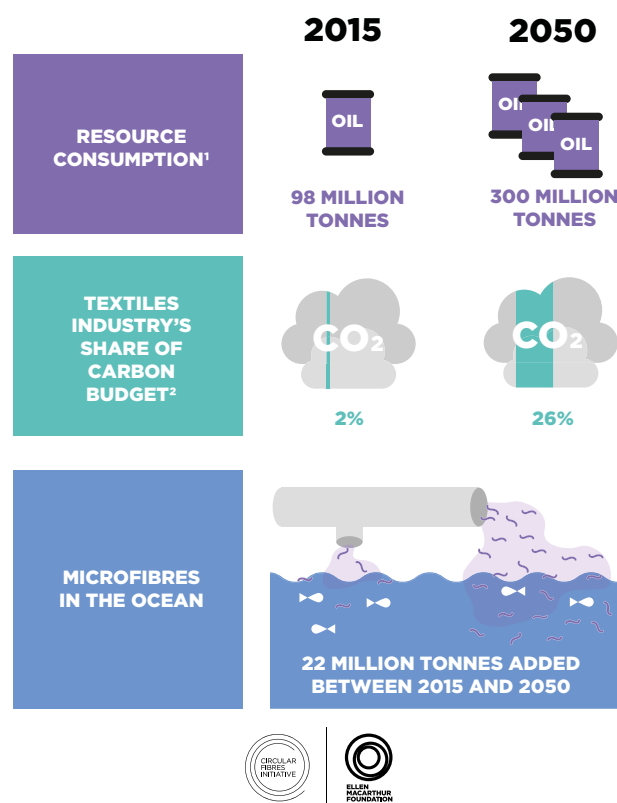 2015
2050
RESOURCE
CONSUMPTION¹
OIL
98 MILLION
TONNES
OIL
OIL
OIL
300 MILLION
TONNES
TEXTILES
INDUSTRY'S
SHARE OF
CARBON
BUDGET²
CO₂
2%
CO₂
26%
MICROFIBRES
IN THE OCEAN
22 MILLION TONNES ADDED
BETWEEN 2015 AND 2050
CIRCULAR
FIBRES
INITIATIVE
ELLEN
MACARTHUR
FOUNDATION